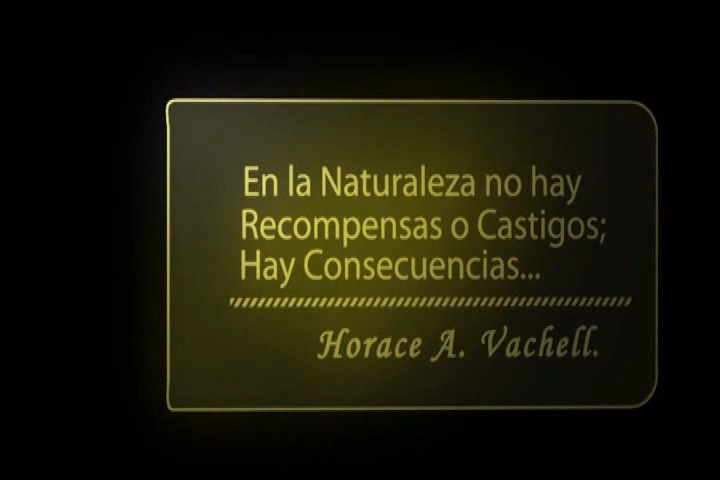 En la Naturaleza no hay
Recompensas o Castigos;
Hay Consecuencias...
Horace A. Vachell.